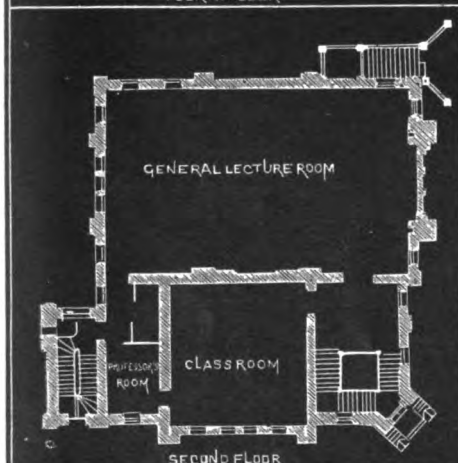 GENERAL LECTURE ROOM
PROFESSOR'S
ROOM
CLASS ROOM
SECOND FLOOR